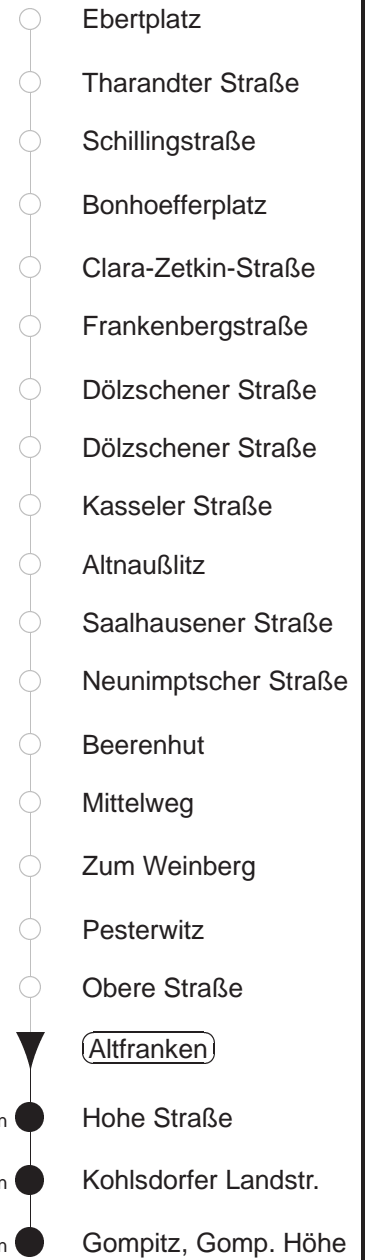 Ebertplatz
Tharandter Straße
Schillingstraße
Bonhoefferplatz
Clara-Zetkin-Straße
Frankenbergstraße
Dölzschener Straße
Dölzschener Straße
Kasseler Straße
Altnaußlitz
Saalhausener Straße
Neunimptscher Straße
Beerenhut
Mittelweg
Zum Weinberg
Pesterwitz
Obere Straße
Altfranken
Hohe Straße
Kohlsdorfer Landstr.
Gompitz, Gomp. Höhe